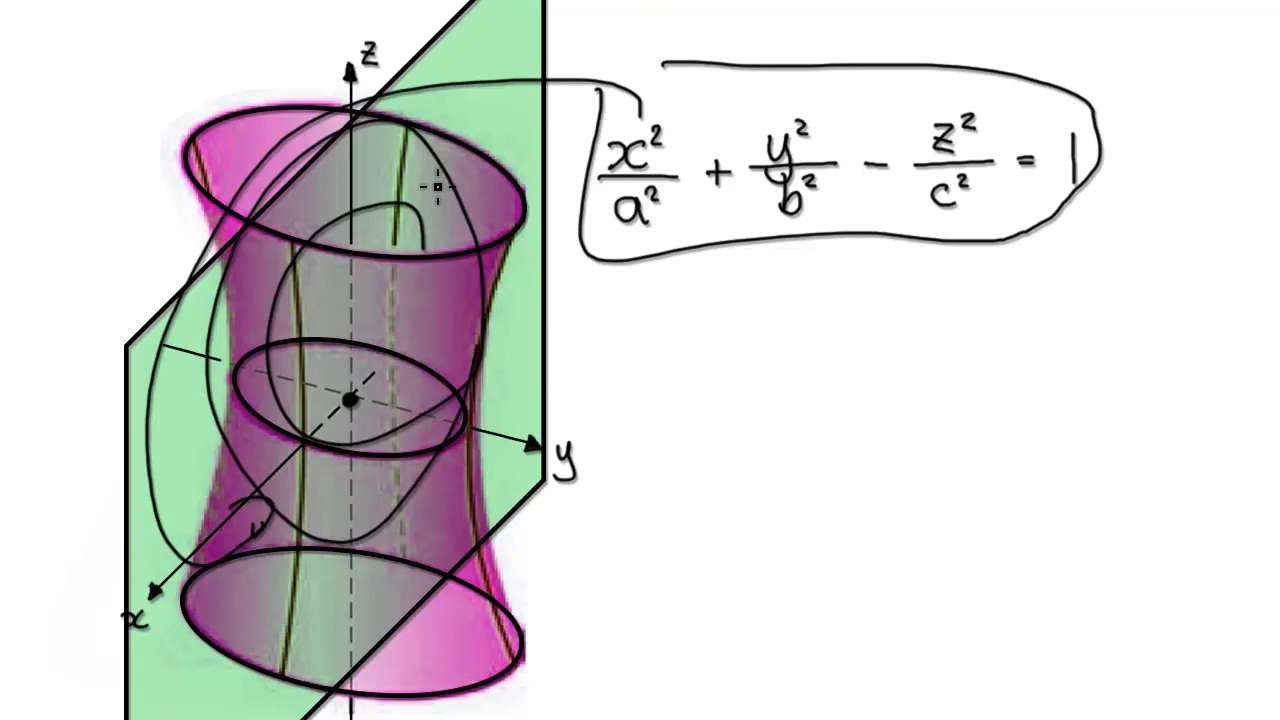 z
x²/a² + y²/b² − z²/c² = 1
y
x